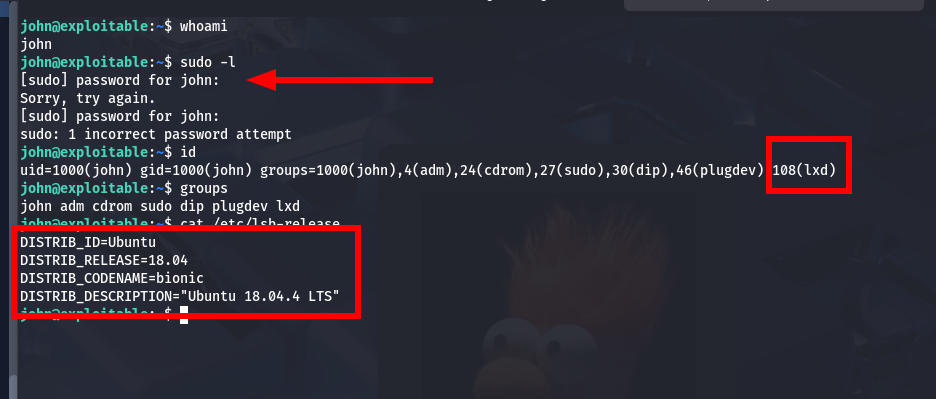 john@exploitable:~$ whoami
john
john@exploitable:~$ sudo -l
[sudo] password for john:
Sorry, try again.
[sudo] password for john:
sudo: 1 incorrect password attempt
john@exploitable:~$ id
uid=1000(john) gid=1000(john) groups=1000(john),4(adm),24(cdrom),27(sudo),30(dip),46(plugdev) 108(lxd)
john@exploitable:~$ groups
john adm cdrom sudo dip plugdev lxd
john@exploitable:~$ cat /etc/lsb-release
DISTRIB_ID=Ubuntu
DISTRIB_RELEASE=18.04
DISTRIB_CODENAME=bionic
DISTRIB_DESCRIPTION="Ubuntu 18.04.4 LTS"
john@exploitable:~$